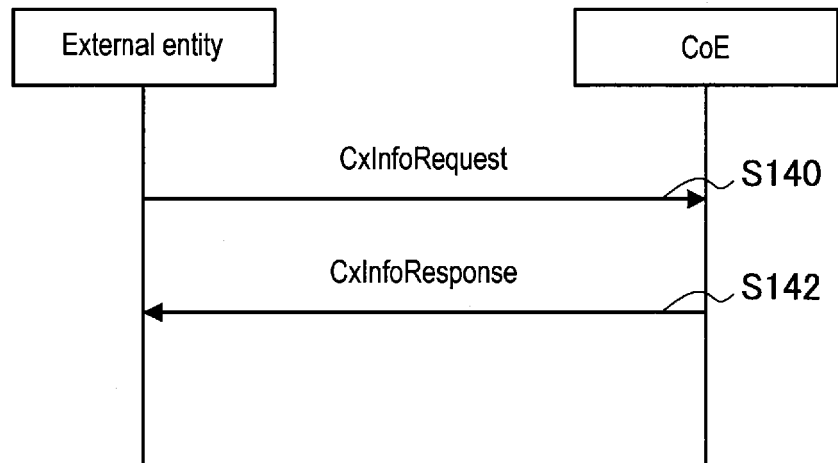 External entity
CoE
CxInfoRequest
S140
CxInfoResponse
S142